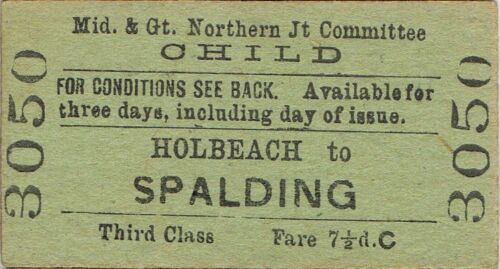 Mid. & Gt. Northern Jt Committee
CHILD
FOR CONDITIONS SEE BACK. Available for
three days, including day of issue.
HOLBEACH to
SPALDING
Third Class Fare 7½d.C
3050
3050